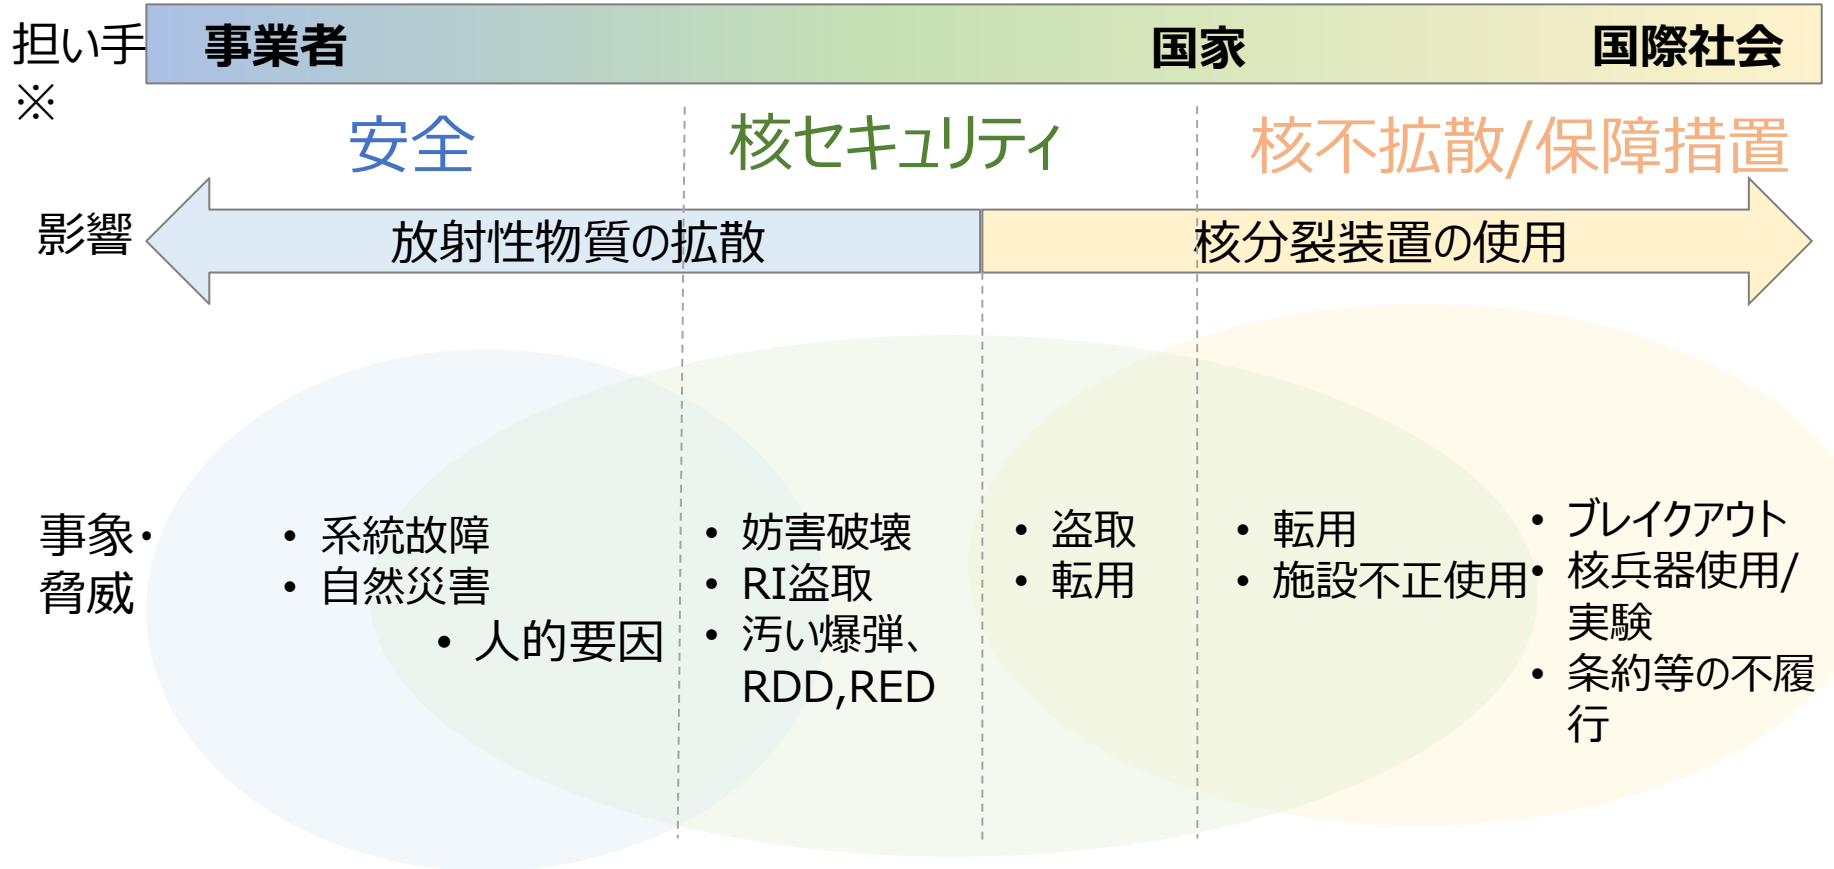 担い手
※
事業者
国家
国際社会
安全
核セキュリティ
核不拡散/保障措置
影響
放射性物質の拡散
核分裂装置の使用
事象・
脅威
• 系統故障
• 自然災害
• 人的要因
• 妨害破壊
• RI盗取
• 汚い爆弾、
RDD,RED
• 盗取
• 転用
• 転用
• 施設不正使用
• ブレイクアウト
• 核兵器使用/
実験
• 条約等の不履
行